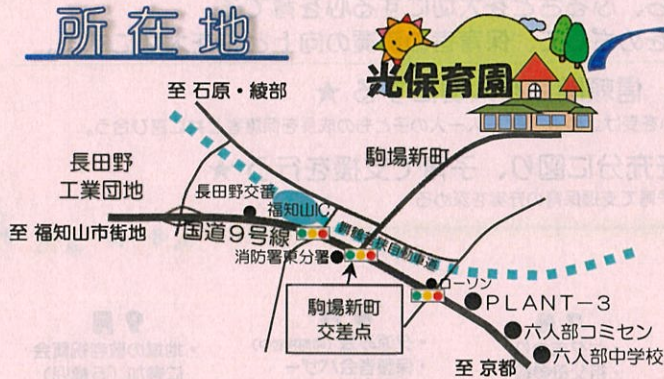 所在地
光保育園
至 石原・綾部
駒場新町
長田野
工業団地
長田野交番
福知山IC
至 福知山市街地
国道9号線
舞鶴若狭自動車道
消防署東分署
ローソン
駒場新町
交差点
PLANT-3
六人部コミセン
至 京都
六人部中学校